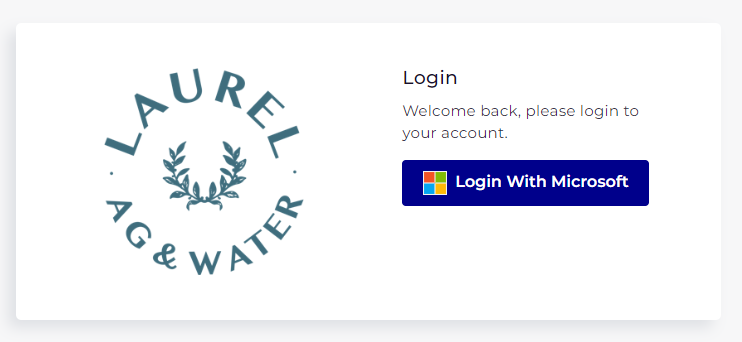 LAUREL
AG & WATER
Login
Welcome back, please login to
your account.
Login With Microsoft